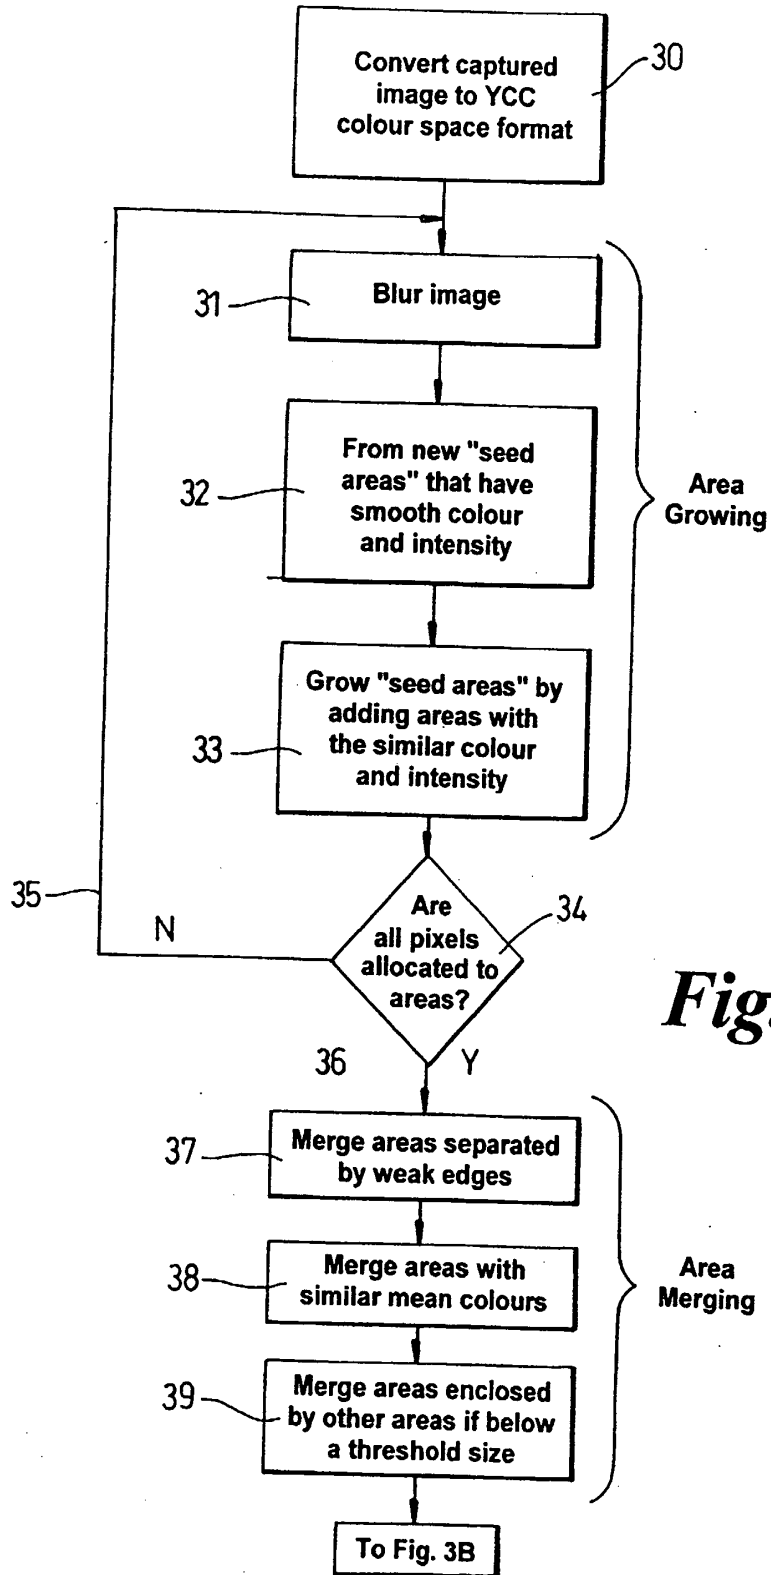 Convert captured
image to YCC
colour space format
30
31
Blur image
32
From new "seed
areas" that have
smooth colour
and intensity
Area
Growing
33
Grow "seed areas" by
adding areas with
the similar colour
and intensity
35
N
Are
all pixels
allocated to
areas?
34
Fig.
36
Y
37
Merge areas separated
by weak edges
38
Merge areas with
similar mean colours
Area
Merging
39
Merge areas enclosed
by other areas if below
a threshold size
To Fig. 3B